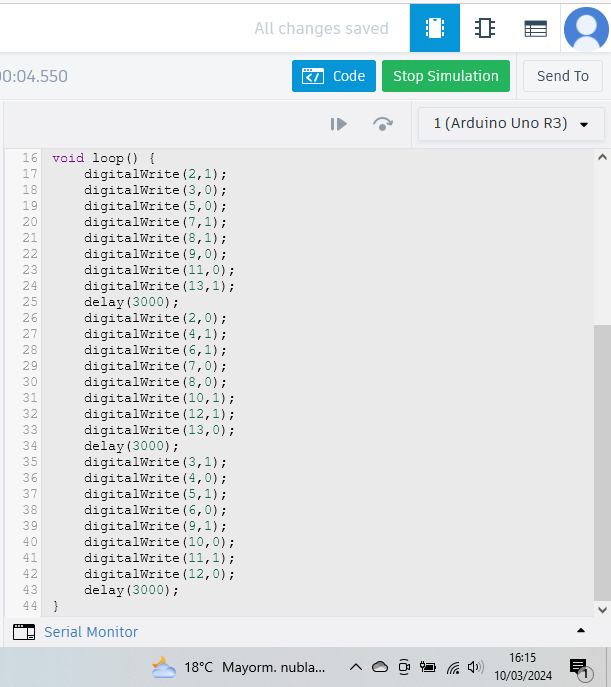 All changes saved
0:04.550
Code
Stop Simulation
Send To
1 (Arduino Uno R3)
16 void loop() {
17 digitalWrite(2,1);
18 digitalWrite(3,0);
19 digitalWrite(5,0);
20 digitalWrite(7,1);
21 digitalWrite(8,1);
22 digitalWrite(9,0);
23 digitalWrite(11,0);
24 digitalWrite(13,1);
25 delay(3000);
26 digitalWrite(2,0);
27 digitalWrite(4,1);
28 digitalWrite(6,1);
29 digitalWrite(7,0);
30 digitalWrite(8,0);
31 digitalWrite(10,1);
32 digitalWrite(12,1);
33 digitalWrite(13,0);
34 delay(3000);
35 digitalWrite(3,1);
36 digitalWrite(4,0);
37 digitalWrite(5,1);
38 digitalWrite(6,0);
39 digitalWrite(9,1);
40 digitalWrite(10,0);
41 digitalWrite(11,1);
42 digitalWrite(12,0);
43 delay(3000);
44 }
Serial Monitor
18°C Mayorm. nubla...
16:15
10/03/2024
1